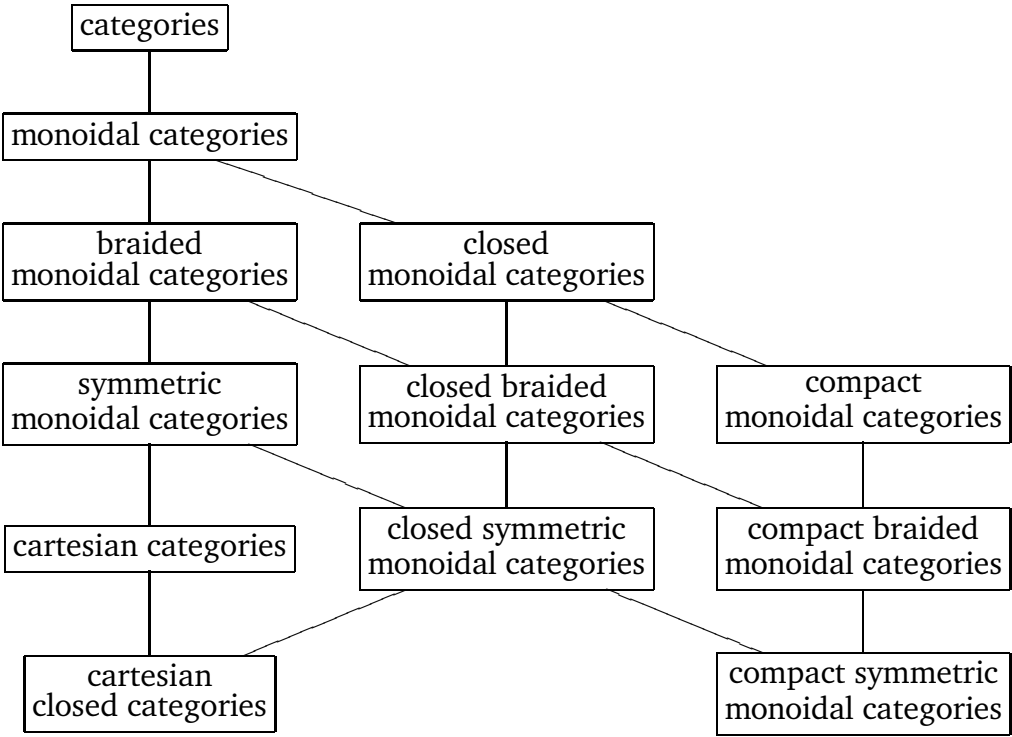 categories
monoidal categories
braided
monoidal categories
closed
monoidal categories
symmetric
monoidal categories
closed braided
monoidal categories
compact
monoidal categories
cartesian categories
closed symmetric
monoidal categories
compact braided
monoidal categories
cartesian
closed categories
compact symmetric
monoidal categories